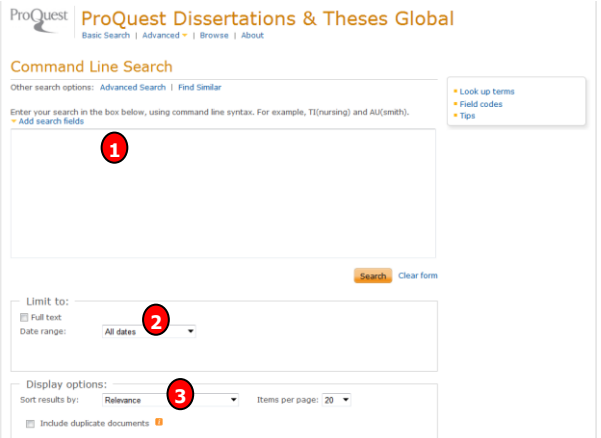 ProQuest
ProQuest Dissertations & Theses Global
Basic Search | Advanced | Browse | About
Command Line Search
Other search options: Advanced Search | Find Similar
Look up terms
Field codes
Tips
Enter your search in the box below, using command line syntax. For example, TI(nursing) and AU(smith).
Add search fields
1
Search Clear form
Limit to:
Full text
2
Date range: All dates
Display options:
3
Sort results by: Relevance Items per page: 20
Include duplicate documents i